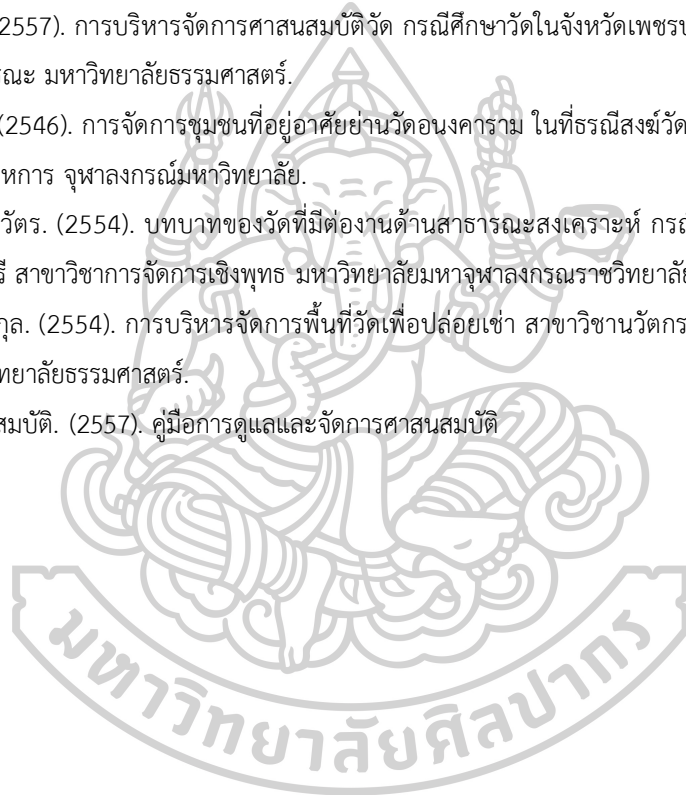 2557). การบริหารจัดการศาสนสมบัติวัด กรณีศึกษาวัดในจังหวัดเพชรบ
รณะ มหาวิทยาลัยธรรมศาสตร์.
(2546). การจัดการชุมชนที่อยู่อาศัยย่านวัดอนงคาราม ในที่ธรณีสงฆ์วัด
หการ จุฬาลงกรณ์มหาวิทยาลัย.
วัตร. (2554). บทบาทของวัดที่มีต่องานด้านสาธารณะสงเคราะห์ กรณ
รี สาขาวิชาการจัดการเชิงพุทธ มหาวิทยาลัยมหาจุฬาลงกรณราชวิทยาลัย
กุล. (2554). การบริหารจัดการพื้นที่วัดเพื่อปล่อยเช่า สาขาวิชานวัตกร
ทยาลัยธรรมศาสตร์.
สมบัติ. (2557). คู่มือการดูแลและจัดการศาสนสมบัติ
มหาวิทยาลัยศิลปากร